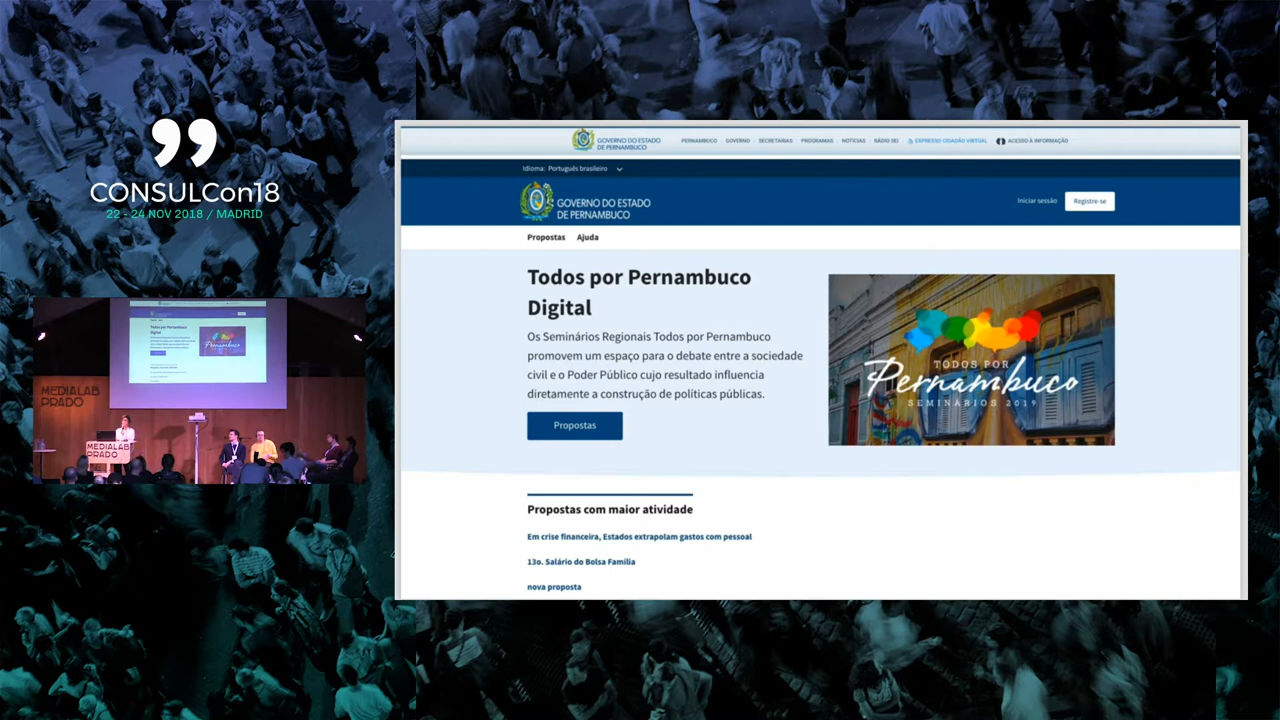 CONSULCon18
22 - 24 NOV 2018 / MADRID
MEDIALAB
PRADO
MEDIALAB
PRADO
GOVERNO DO ESTADO
DE PERNAMBUCO
PERNAMBUCO GOVERNO SECRETARIAS PROGRAMAS NOTÍCIAS RÁDIO SEI EXPRESSO CIDADÃO VIRTUAL ACESSO À INFORMAÇÃO
Idioma: Português brasileiro
GOVERNO DO ESTADO
DE PERNAMBUCO
Iniciar sessão Registre-se
Propostas Ajuda
Todos por Pernambuco
Digital
Os Seminários Regionais Todos por Pernambuco
promovem um espaço para o debate entre a sociedade
civil e o Poder Público cujo resultado influencia
diretamente a construção de políticas públicas.
Propostas
TODOS POR
Pernambuco
SEMINÁRIOS 2019
Propostas com maior atividade
Em crise financeira, Estados extrapolam gastos com pessoal
13o. Salário do Bolsa Família
nova proposta